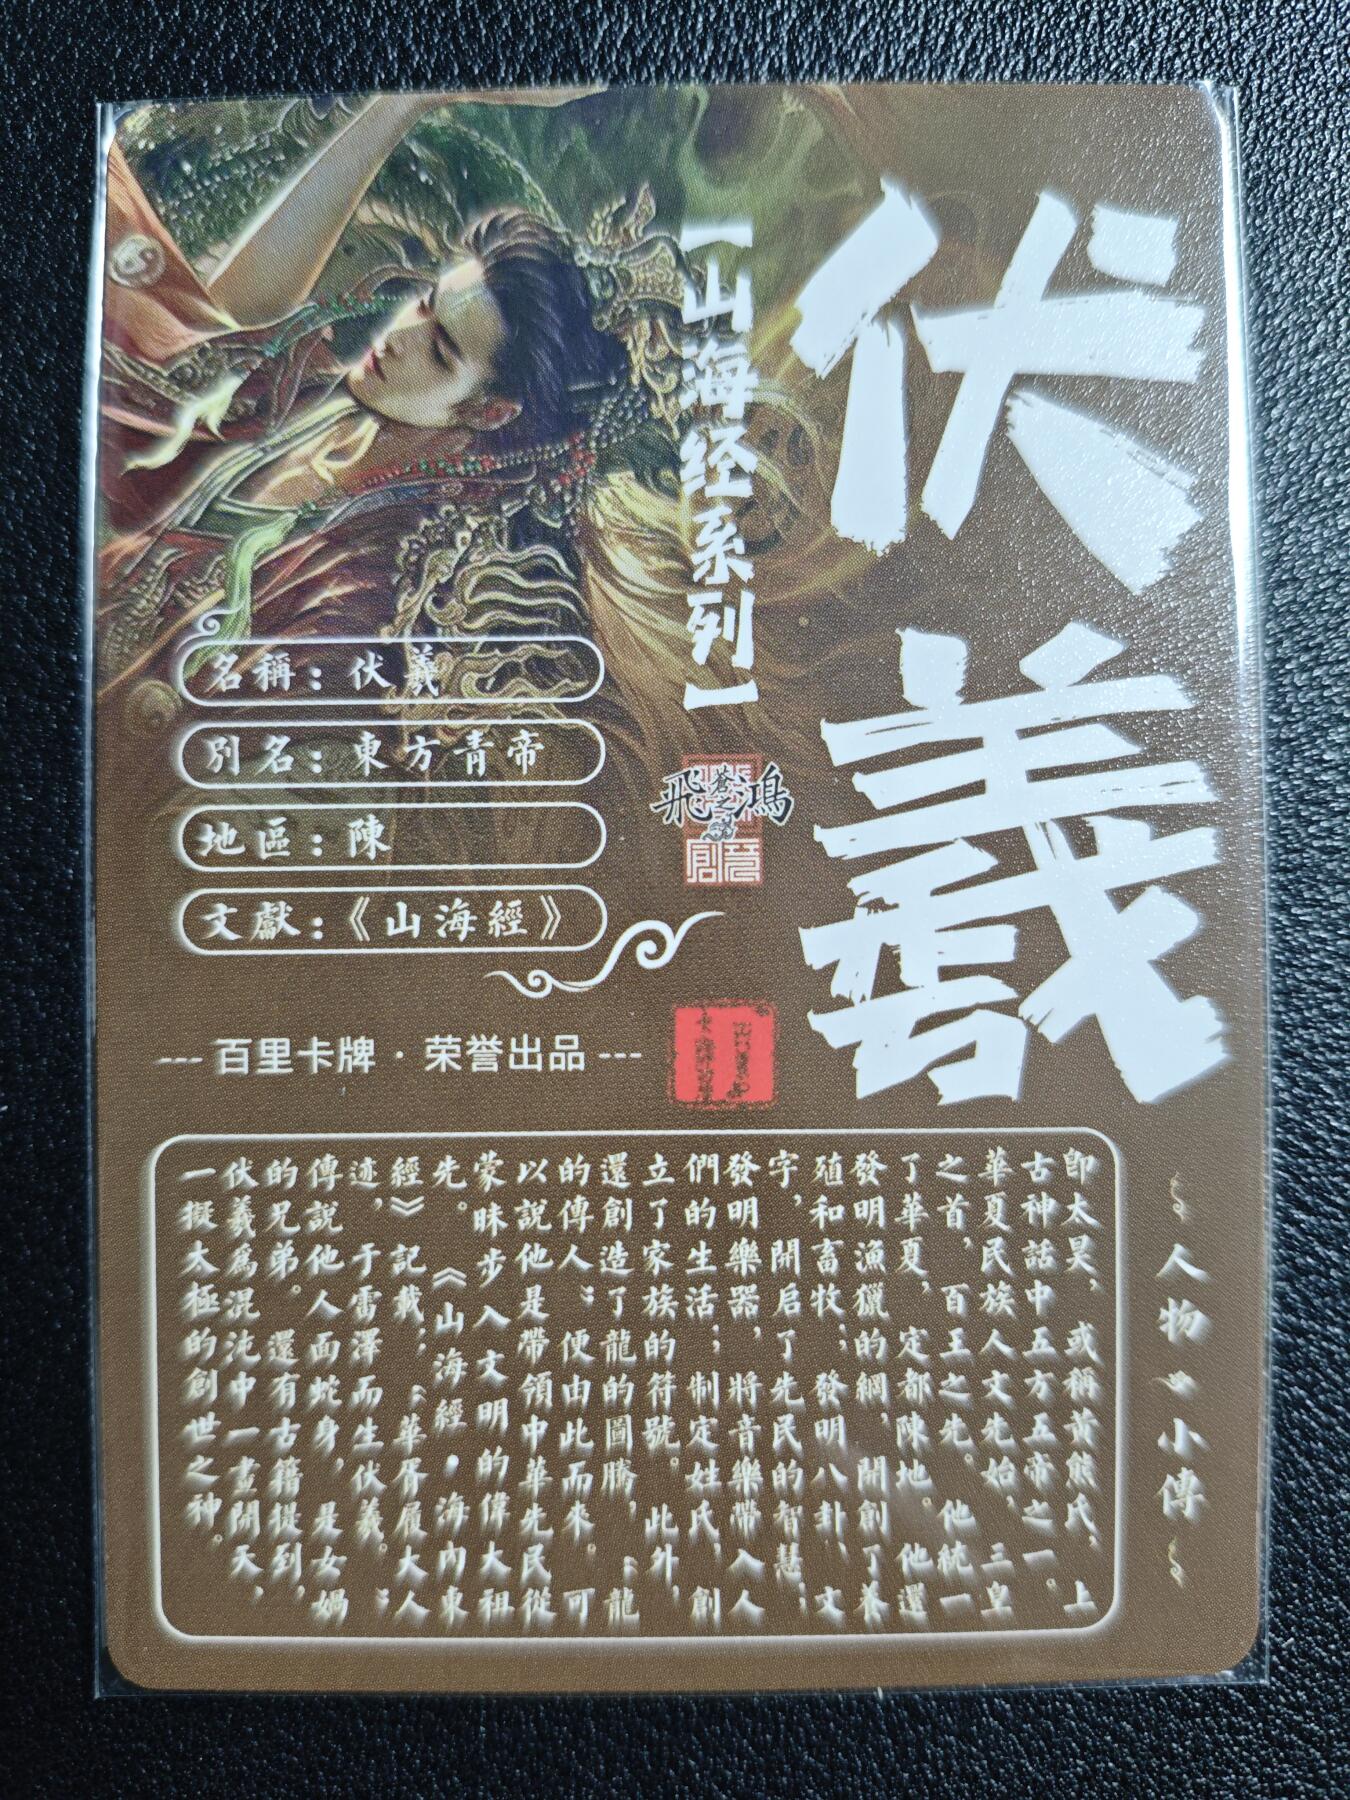 伏羲
【山海经系列】
飛鴻
蒼之
名稱：伏羲
別名：東方青帝
地區：陳
文獻：《山海經》
--- 百里卡牌 · 荣誉出品 ---
人物小傳
即太昊，或稱黃熊氏，上
古神話中五方五帝之一。
華夏民族人文先始，三皇
之首，百王之先。他統一
了華夏，定都陳地。他還
發明漁獵的網，開創了養
殖和畜牧；發明八卦、文
字，開启了先民的智慧；
發明樂器，將音樂帶入人
們的生活；制定姓氏，創
立了家族的符號。此外，
還創造了龍的圖騰，“龍
的傳人”便由此而來。可
以說他是帶領中華先民從
蒙昧步入文明的偉大祖
先。《山海經·海內東
經》記載：“華胥履大人
迹，于雷澤而生伏羲。”
傳說他人面蛇身，是女媧
的兄弟。還有古籍提到，
伏羲爲混沌中一畫開天，
一擬太極的創世之神。